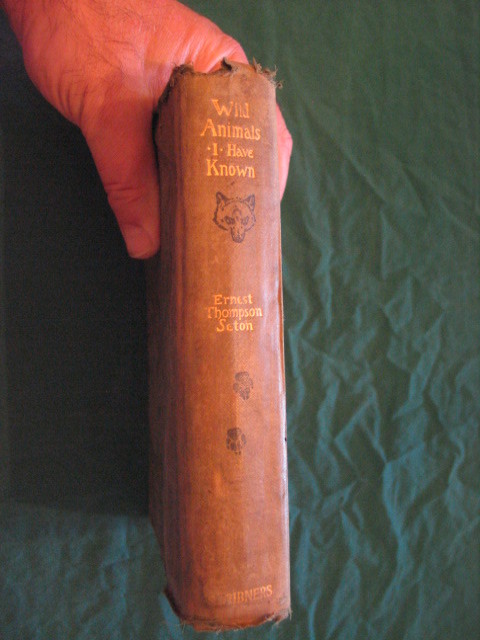 Wild
Animals
·I· Have
Known
Ernest
Thompson
Seton